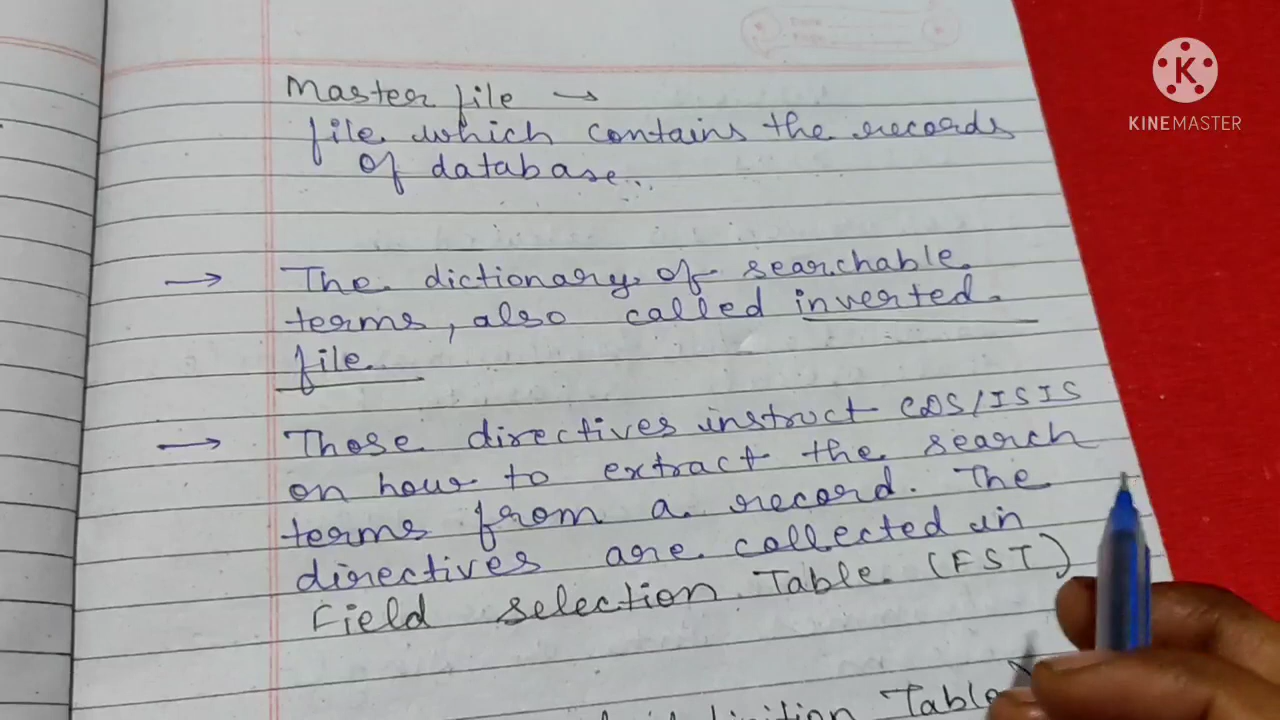 Master file →
file which contains the records
of database..
→ The dictionary of searchable
terms, also called inverted
file.
→ Those directives instruct CDS/ISIS
on hour to extract the search
terms from a record. The
directives are collected in
Field selection Table (FST)
Table
K
KINEMASTER